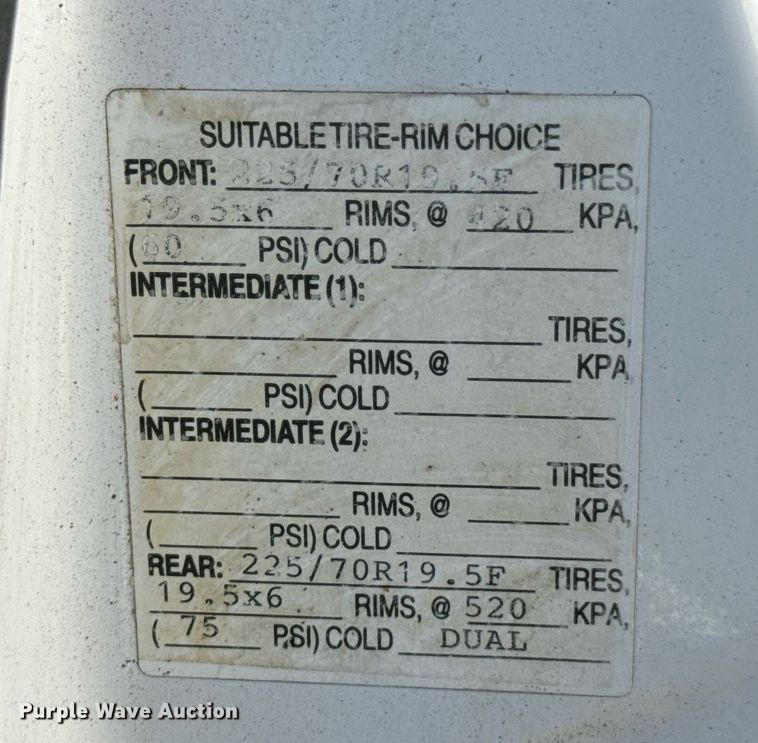 SUITABLE TIRE-RIM CHOICE
FRONT: 225/70R19.5F TIRES,
19.5x6 RIMS, @ 420 KPA,
(60 PSI) COLD
INTERMEDIATE (1):
TIRES,
RIMS, @ KPA,
( PSI) COLD
INTERMEDIATE (2):
TIRES,
RIMS, @ KPA,
( PSI) COLD
REAR: 225/70R19.5F TIRES,
19.5x6 RIMS, @ 520 KPA,
( 75 PSI) COLD DUAL
Purple Wave Auction